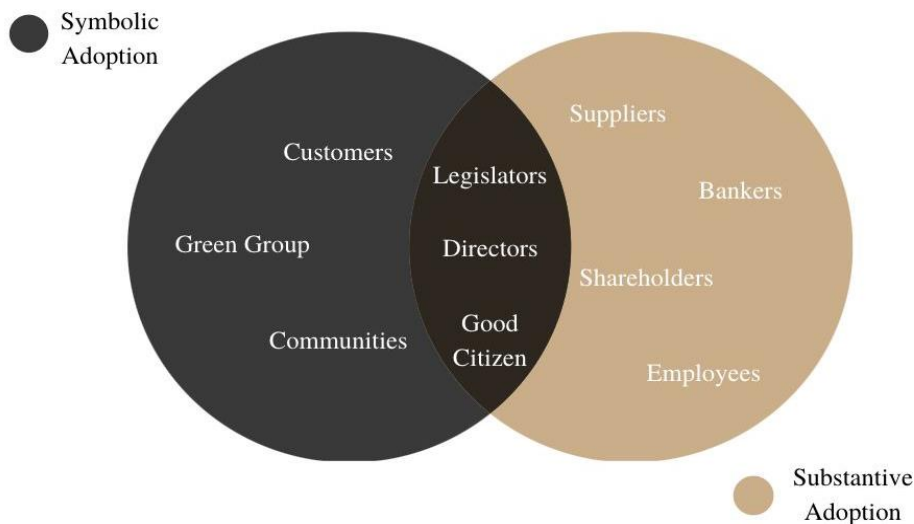 Symbolic
Adoption
Suppliers
Customers
Legislators
Bankers
Green Group
Directors
Shareholders
Good
Citizen
Communities
Employees
Substantive
Adoption